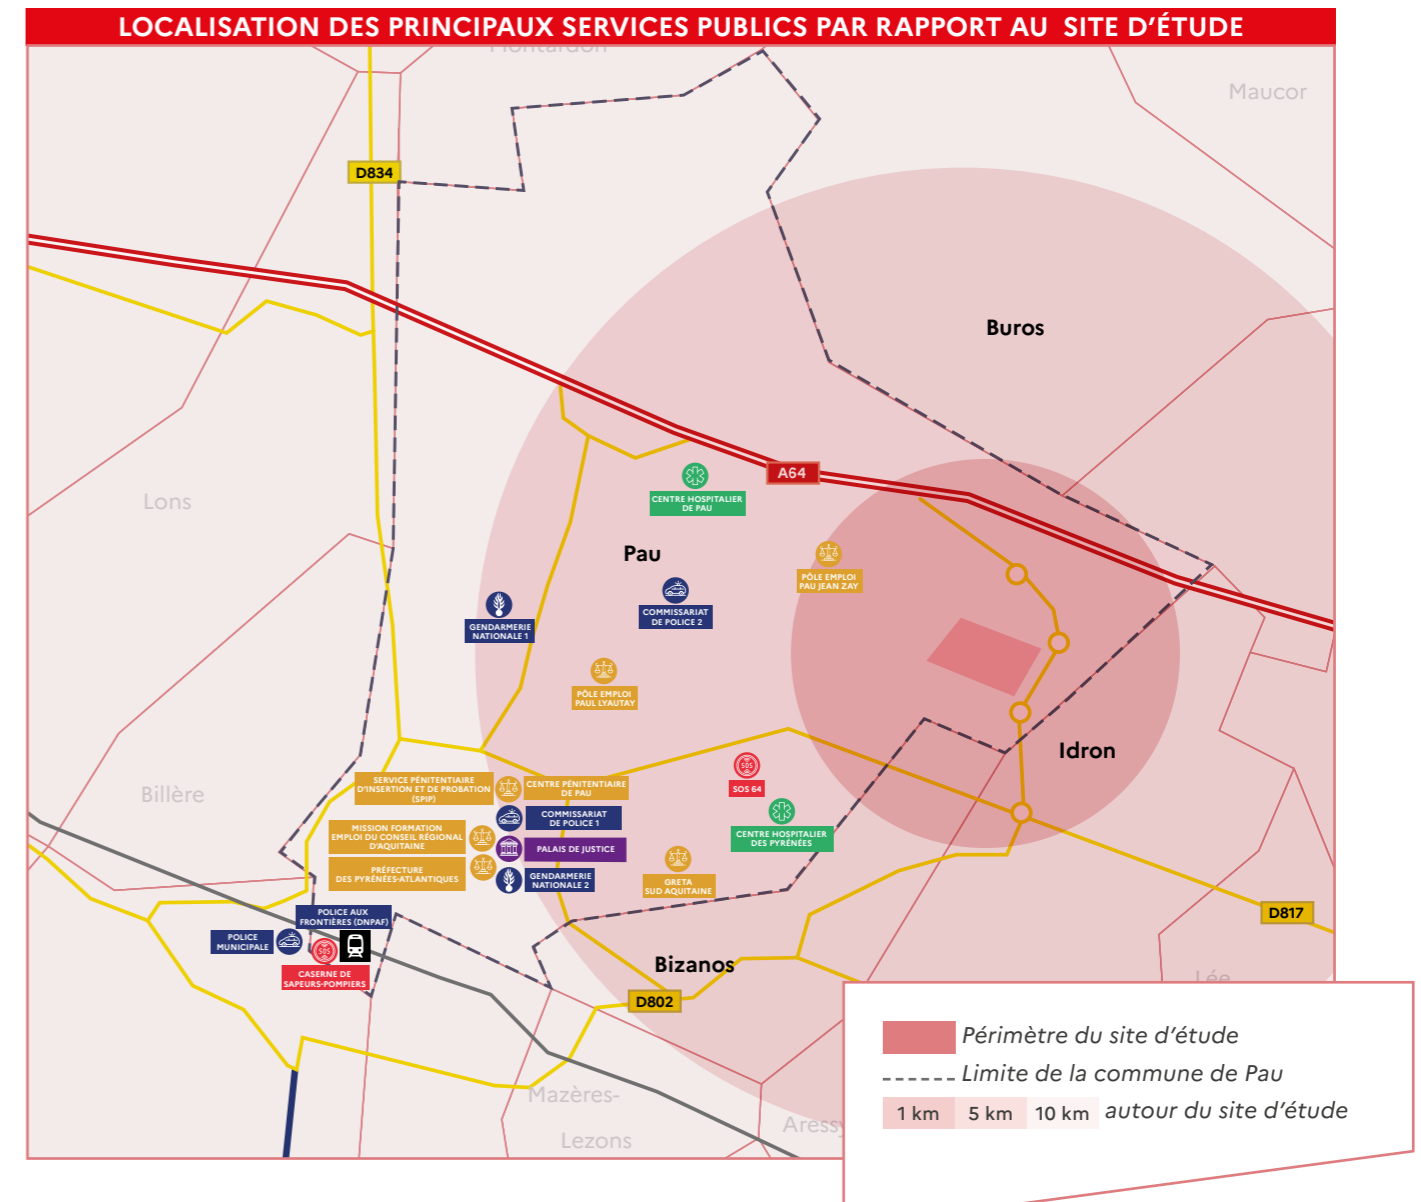 LOCALISATION DES PRINCIPAUX SERVICES PUBLICS PAR RAPPORT AU SITE D'ÉTUDE
Montardon
Maucor
D834
Buros
A64
Lons
CENTRE HOSPITALIER
DE PAU
Pau
PÔLE EMPLOI
PAU JEAN ZAY
COMMISSARIAT
DE POLICE 2
GENDARMERIE
NATIONALE 1
PÔLE EMPLOI
PAUL LYAUTAY
Idron
SOS
SOS 64
Billère
SERVICE PÉNITENTIAIRE
D'INSERTION ET DE PROBATION
(SPIP)
CENTRE PÉNITENTIAIRE
DE PAU
COMMISSARIAT
DE POLICE 1
MISSION FORMATION
EMPLOI DU CONSEIL RÉGIONAL
D'AQUITAINE
PALAIS DE JUSTICE
PRÉFECTURE
DES PYRÉNÉES-ATLANTIQUES
GENDARMERIE
NATIONALE 2
CENTRE HOSPITALIER
DES PYRÉNÉES
GRETA
SUD AQUITAINE
POLICE AUX
FRONTIÈRES (DNPAF)
POLICE
MUNICIPALE
SOS
CASERNE DE
SAPEURS-POMPIERS
D817
Bizanos
Lée
D802
Mazères-
Lezons
Aressy
Périmètre du site d'étude
Limite de la commune de Pau
1 km 5 km 10 km autour du site d'étude